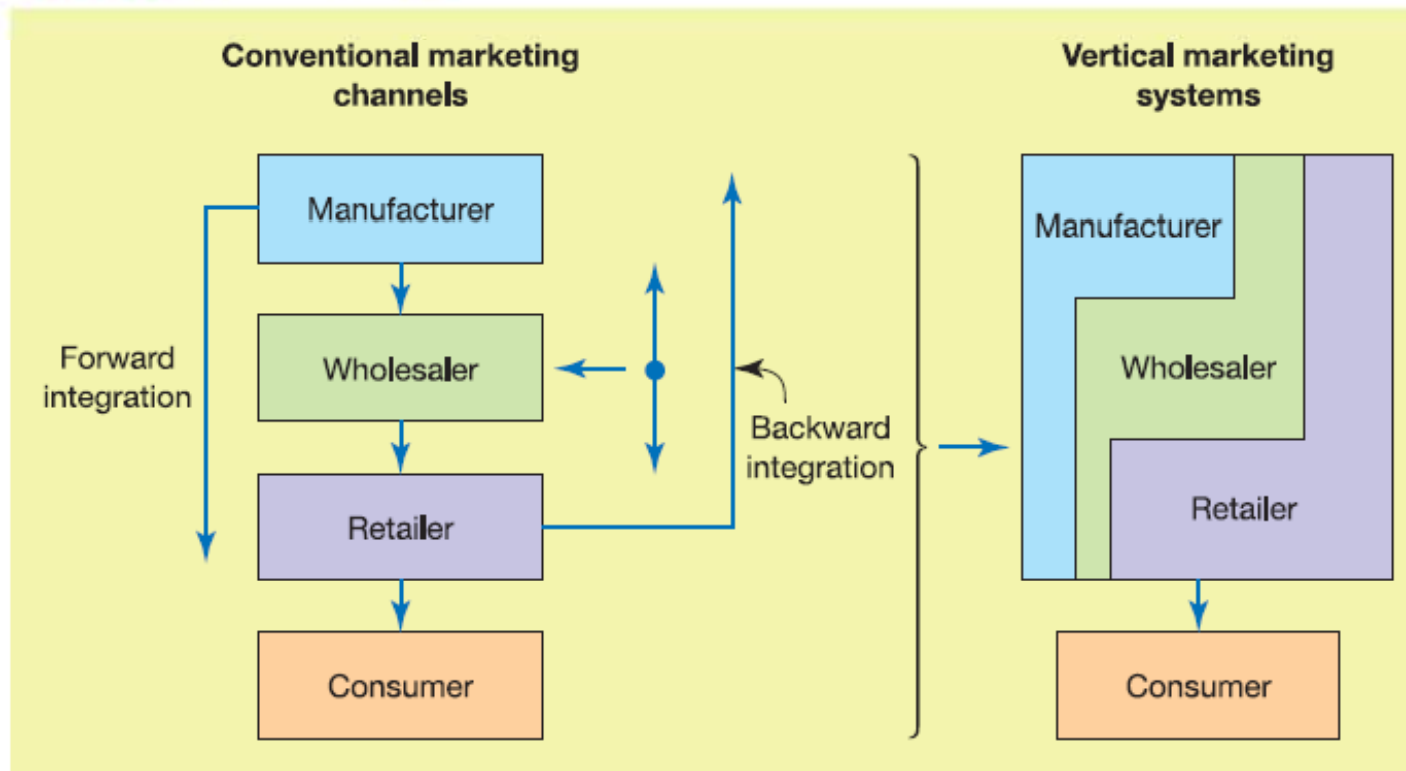 Conventional marketing
channels
Manufacturer
Wholesaler
Retailer
Consumer
Forward
integration
Backward
integration
Vertical marketing
systems
Manufacturer
Wholesaler
Retailer
Consumer